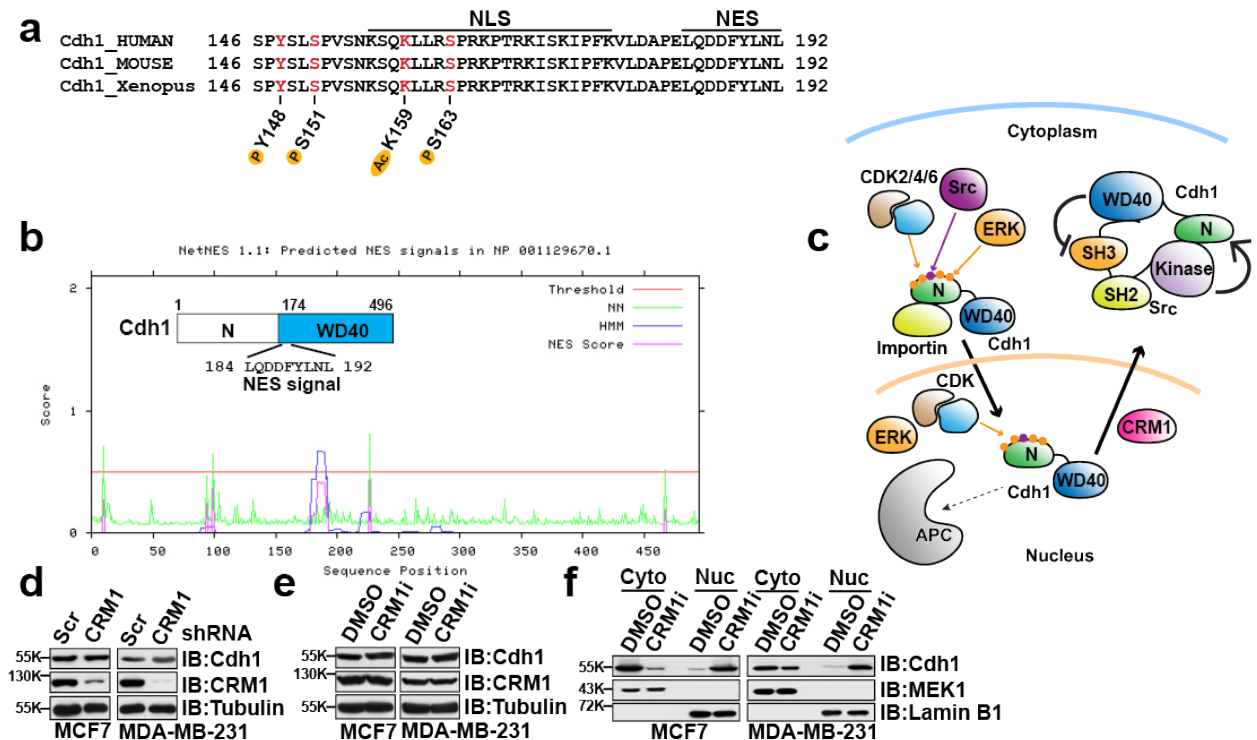 a
NLS NES
Cdh1_HUMAN 146 SPYSLSPVSNKSQKLLRSPRKPTRKISKIPFKVLDAPELQDDFYLNL 192
Cdh1_MOUSE 146 SPYSLSPVSNKSQKLLRSPRKPTRKISKIPFKVLDAPELQDDFYLNL 192
Cdh1_Xenopus 146 SPYSLSPVSNKSQKLLRSPRKPTRKISKIPFKVLDAPELQDDFYLNL 192
P Y148
P S151
Ac K159
P S163
b
NetNES 1.1: Predicted NES signals in NP 001129670.1
Threshold
NN
HMM
NES Score
1 174 496
Cdh1 N WD40
184 LQDDFYLNL 192
NES signal
Score
2
1
0
0 50 100 150 200 250 300 350 400 450
Sequence Position
c
Cytoplasm
CDK2/4/6
Src
ERK
N
WD40
Cdh1
Importin
WD40
Cdh1
N
SH3
Kinase
SH2
Src
CDK
ERK
CRM1
N
WD40
Cdh1
APC
Nucleus
d
Scr CRM1 Scr CRM1 shRNA
55K IB:Cdh1
130K IB:CRM1
55K IB:Tubulin
MCF7 MDA-MB-231
e
DMSO CRM1i DMSO CRM1i
55K IB:Cdh1
130K IB:CRM1
55K IB:Tubulin
MCF7 MDA-MB-231
f
Cyto Nuc Cyto Nuc
DMSO CRM1i DMSO CRM1i DMSO CRM1i DMSO CRM1i
55K IB:Cdh1
43K IB:MEK1
72K IB:Lamin B1
MCF7 MDA-MB-231